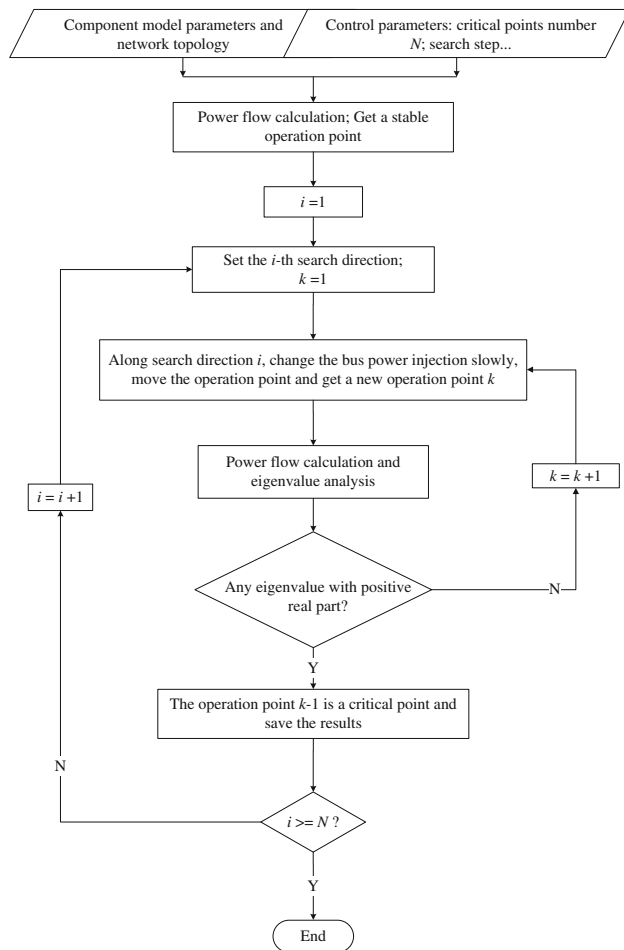 Component model parameters and
network topology
Control parameters: critical points number
N; search step...
Power flow calculation; Get a stable
operation point
i =1
Set the i-th search direction;
k =1
Along search direction i, change the bus power injection slowly,
move the operation point and get a new operation point k
Power flow calculation and
eigenvalue analysis
i = i +1
k = k +1
Any eigenvalue with positive
real part?
N
Y
The operation point k-1 is a critical point and
save the results
N
i >= N ?
Y
End